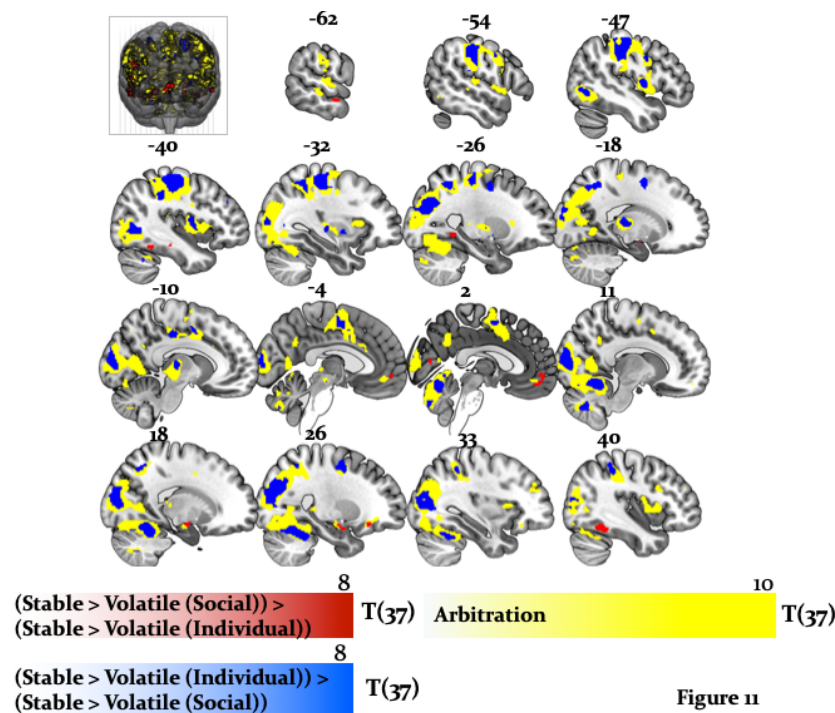 -62
-54
-47
-40
-32
-26
-18
-10
-4
2
11
18
26
33
40
8
(Stable > Volatile (Social)) >
(Stable > Volatile (Individual))
T(37)
10
Arbitration
T(37)
8
(Stable > Volatile (Individual)) >
(Stable > Volatile (Social))
T(37)
Figure 11